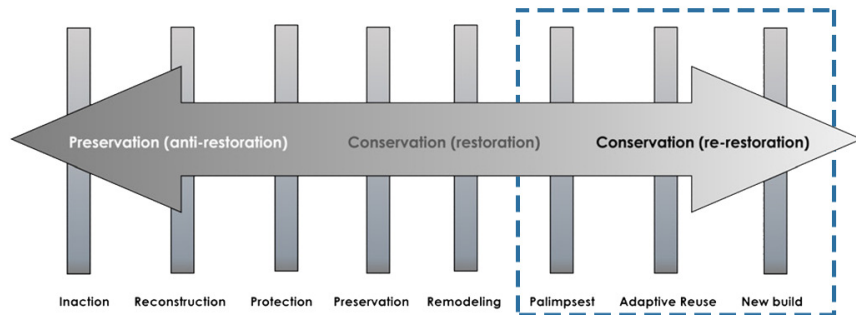 Preservation (anti-restoration) Conservation (restoration) Conservation (re-restoration)
Inaction Reconstruction Protection Preservation Remodeling Palimpsest Adaptive Reuse New build